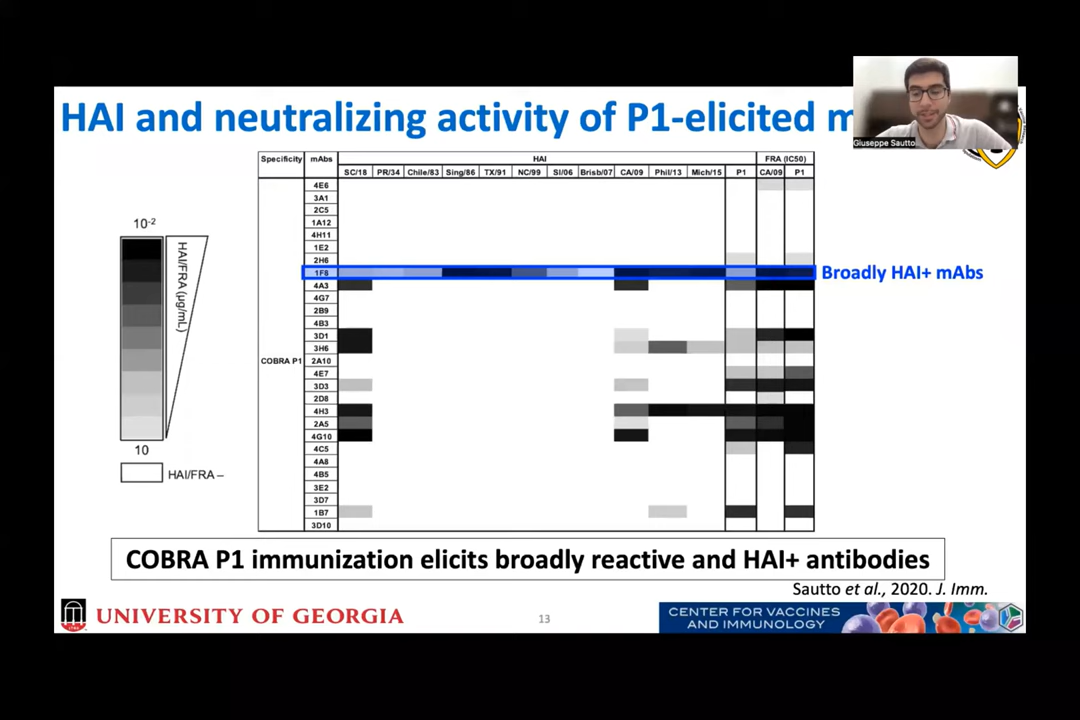 HAI and neutralizing activity of P1-elicited m
Giuseppe Sautto
Specificity mAbs HAI FRA (IC50)
SC/18 PR/34 Chile/83 Sing/86 TX/91 NC/99 SI/06 Brisb/07 CA/09 Phil/13 Mich/15 P1 CA/09 P1
4E6
3A1
2C5
1A12
4H11
1E2
2H6
1F8 Broadly HAI+ mAbs
4A3
4G7
2B9
4B3
3D1
3H6
COBRA P1 2A10
4E7
3D3
2D8
4H3
2A5
4G10
4C5
4A8
4B5
3E2
3D7
1B7
3D10
10-2
HAI/FRA (µg/mL)
10
HAI/FRA –
COBRA P1 immunization elicits broadly reactive and HAI+ antibodies
Sautto et al., 2020. J. Imm.
UNIVERSITY OF GEORGIA
13
CENTER FOR VACCINES
AND IMMUNOLOGY